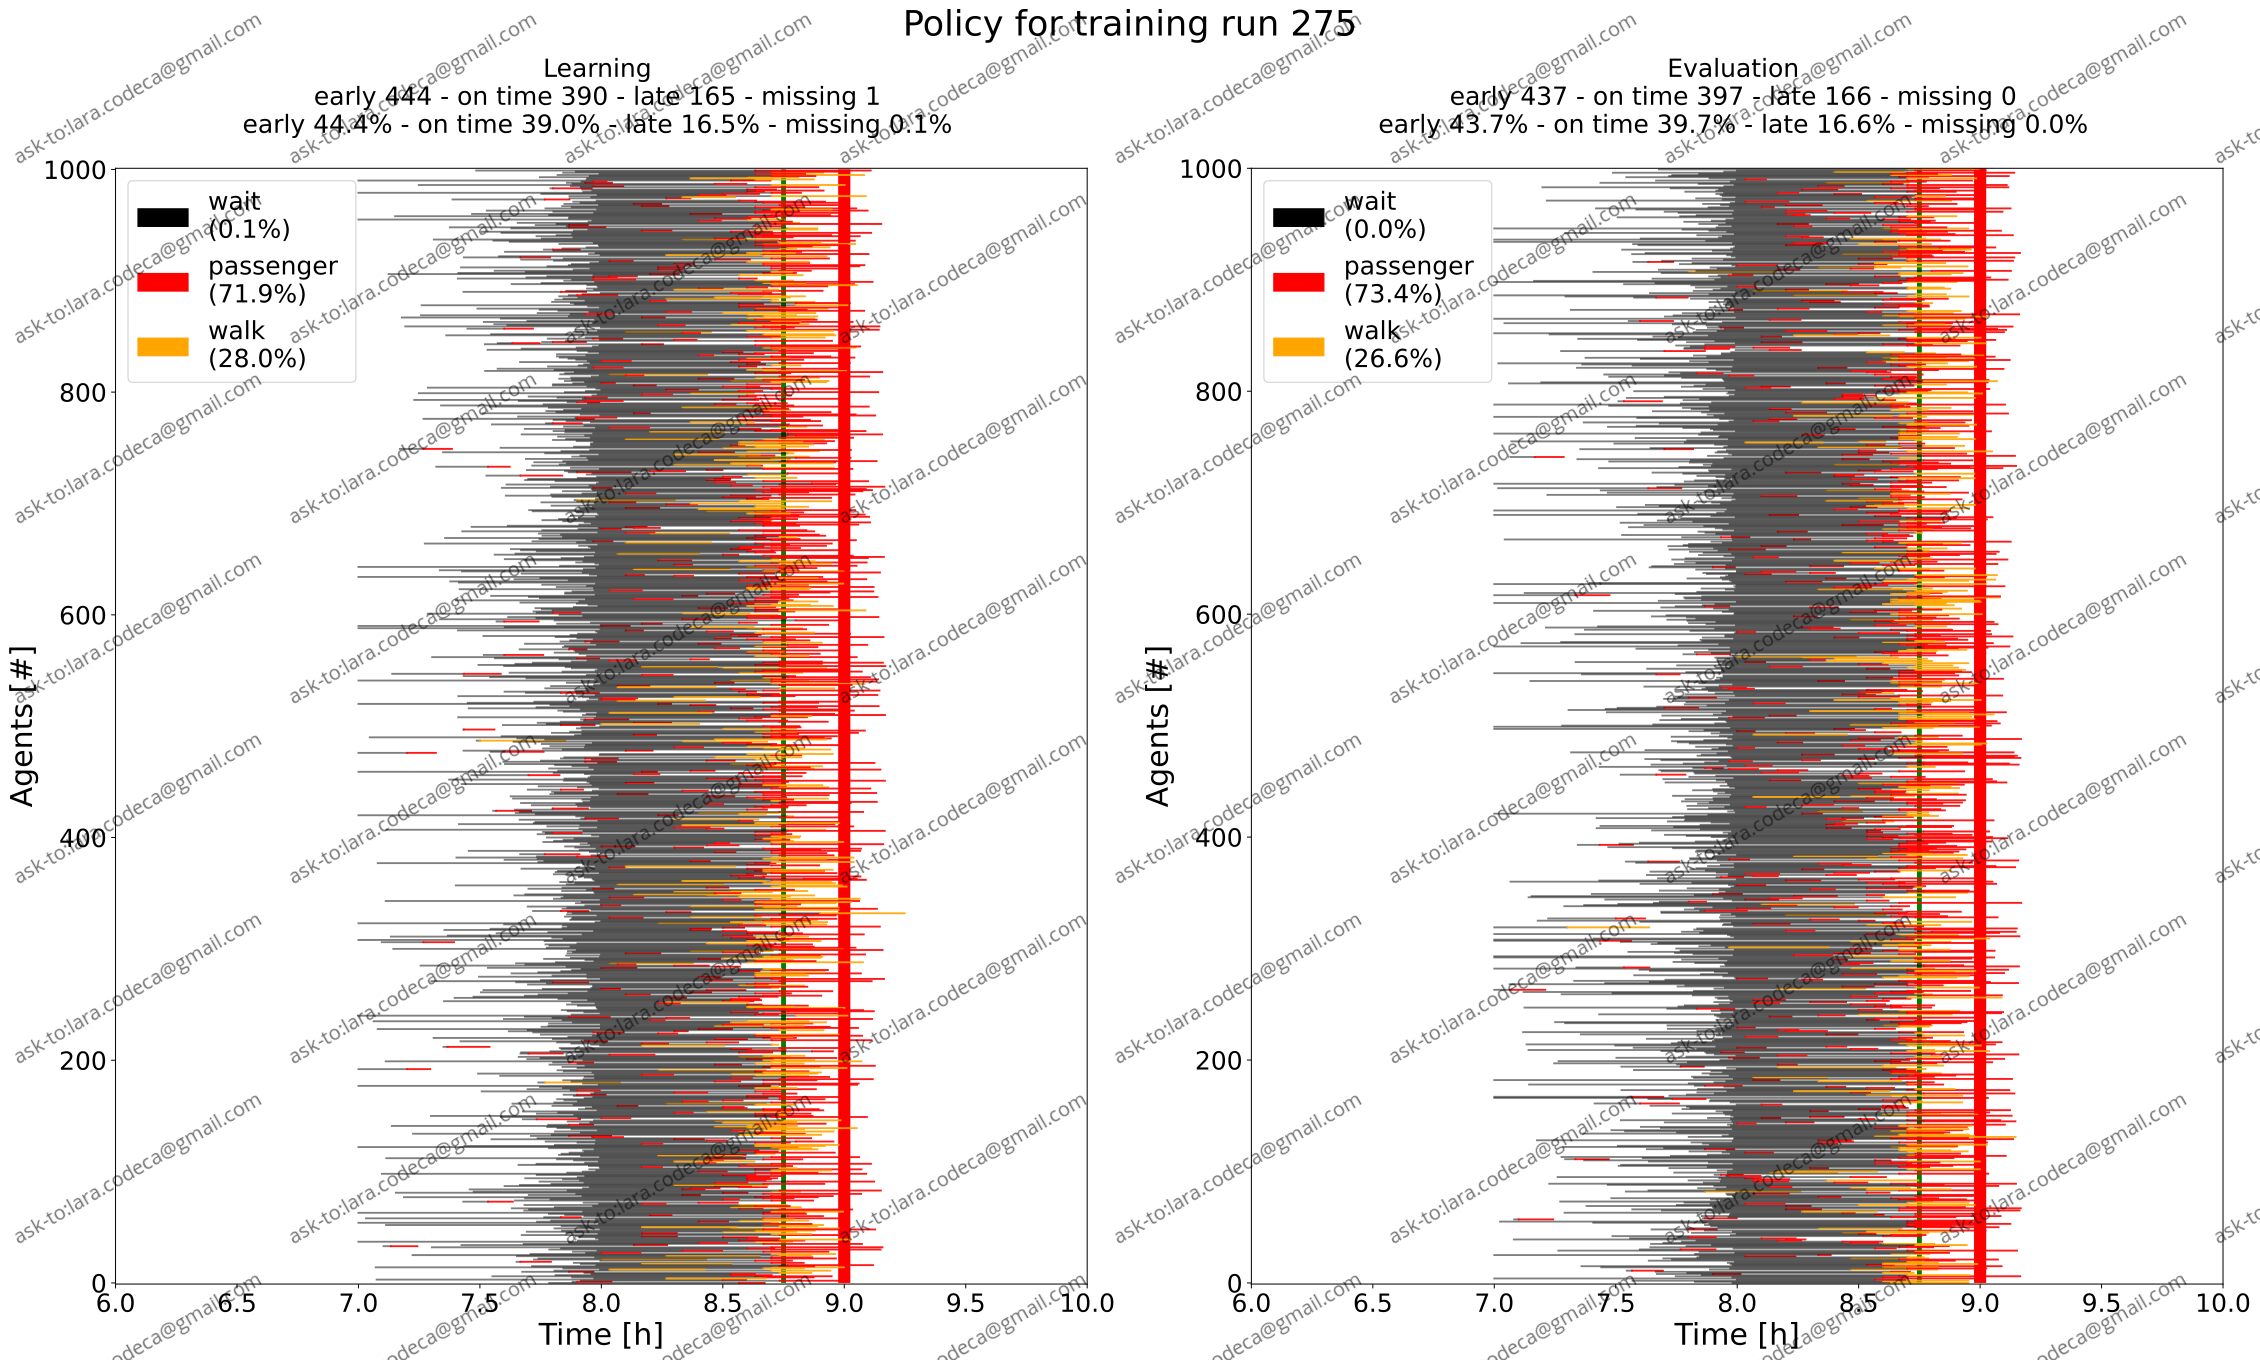 Policy for training run 275
Learning
early 444 - on time 390 - late 165 - missing 1
early 44.4% - on time 39.0% - late 16.5% - missing 0.1%
wait
(0.1%)
passenger
(71.9%)
walk
(28.0%)
1000
800
600
400
200
0
Agents [#]
6.0 6.5 7.0 7.5 8.0 8.5 9.0 9.5 10.0
Time [h]
Evaluation
early 437 - on time 397 - late 166 - missing 0
early 43.7% - on time 39.7% - late 16.6% - missing 0.0%
wait
(0.0%)
passenger
(73.4%)
walk
(26.6%)
1000
800
600
400
200
0
Agents [#]
6.0 6.5 7.0 7.5 8.0 8.5 9.0 9.5 10.0
Time [h]
ask-to:lara.codeca@gmail.com